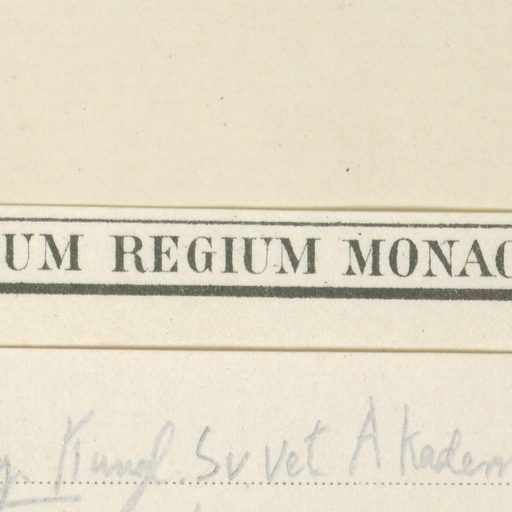 UM REGIUM MONAC
y. Kungl. Sv Vet Akadem